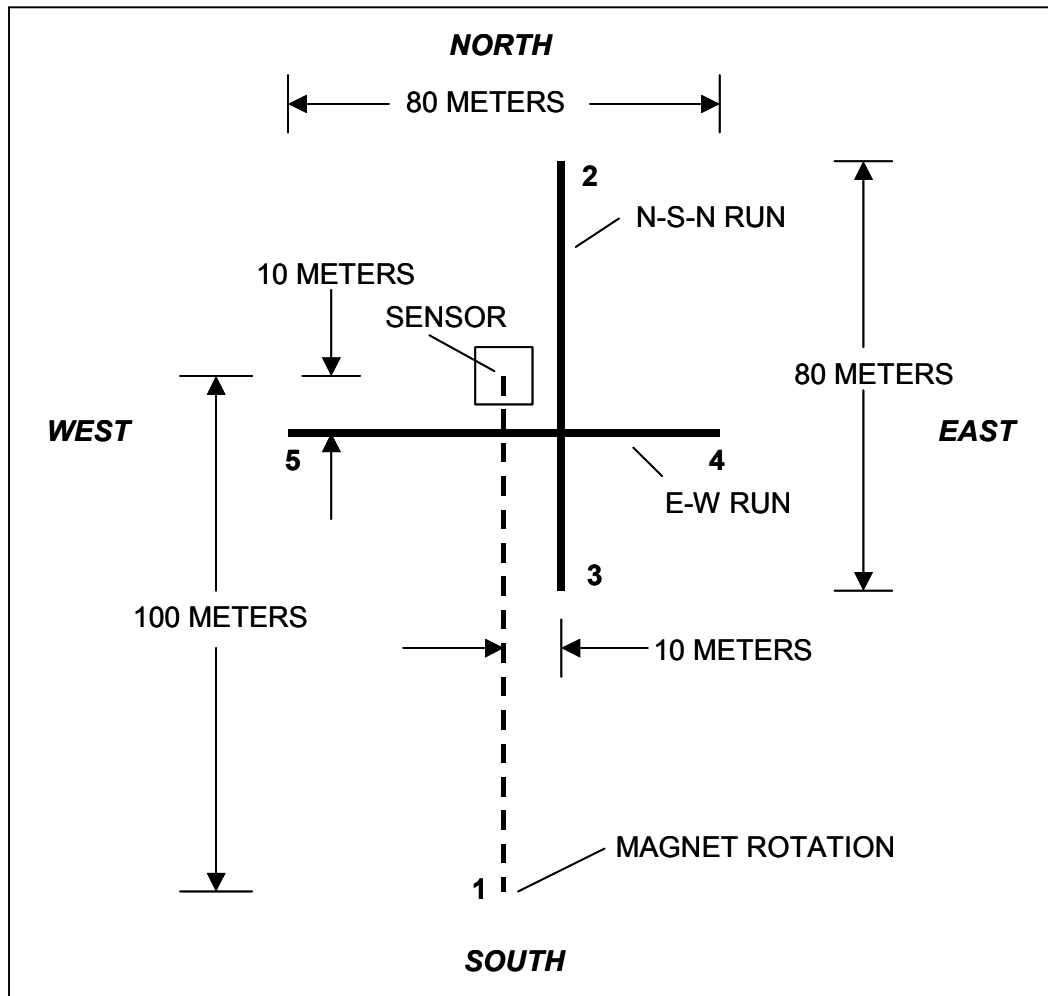 NORTH
80 METERS
2
N-S-N RUN
10 METERS
SENSOR
80 METERS
WEST
EAST
5
4
E-W RUN
3
100 METERS
10 METERS
MAGNET ROTATION
1
SOUTH